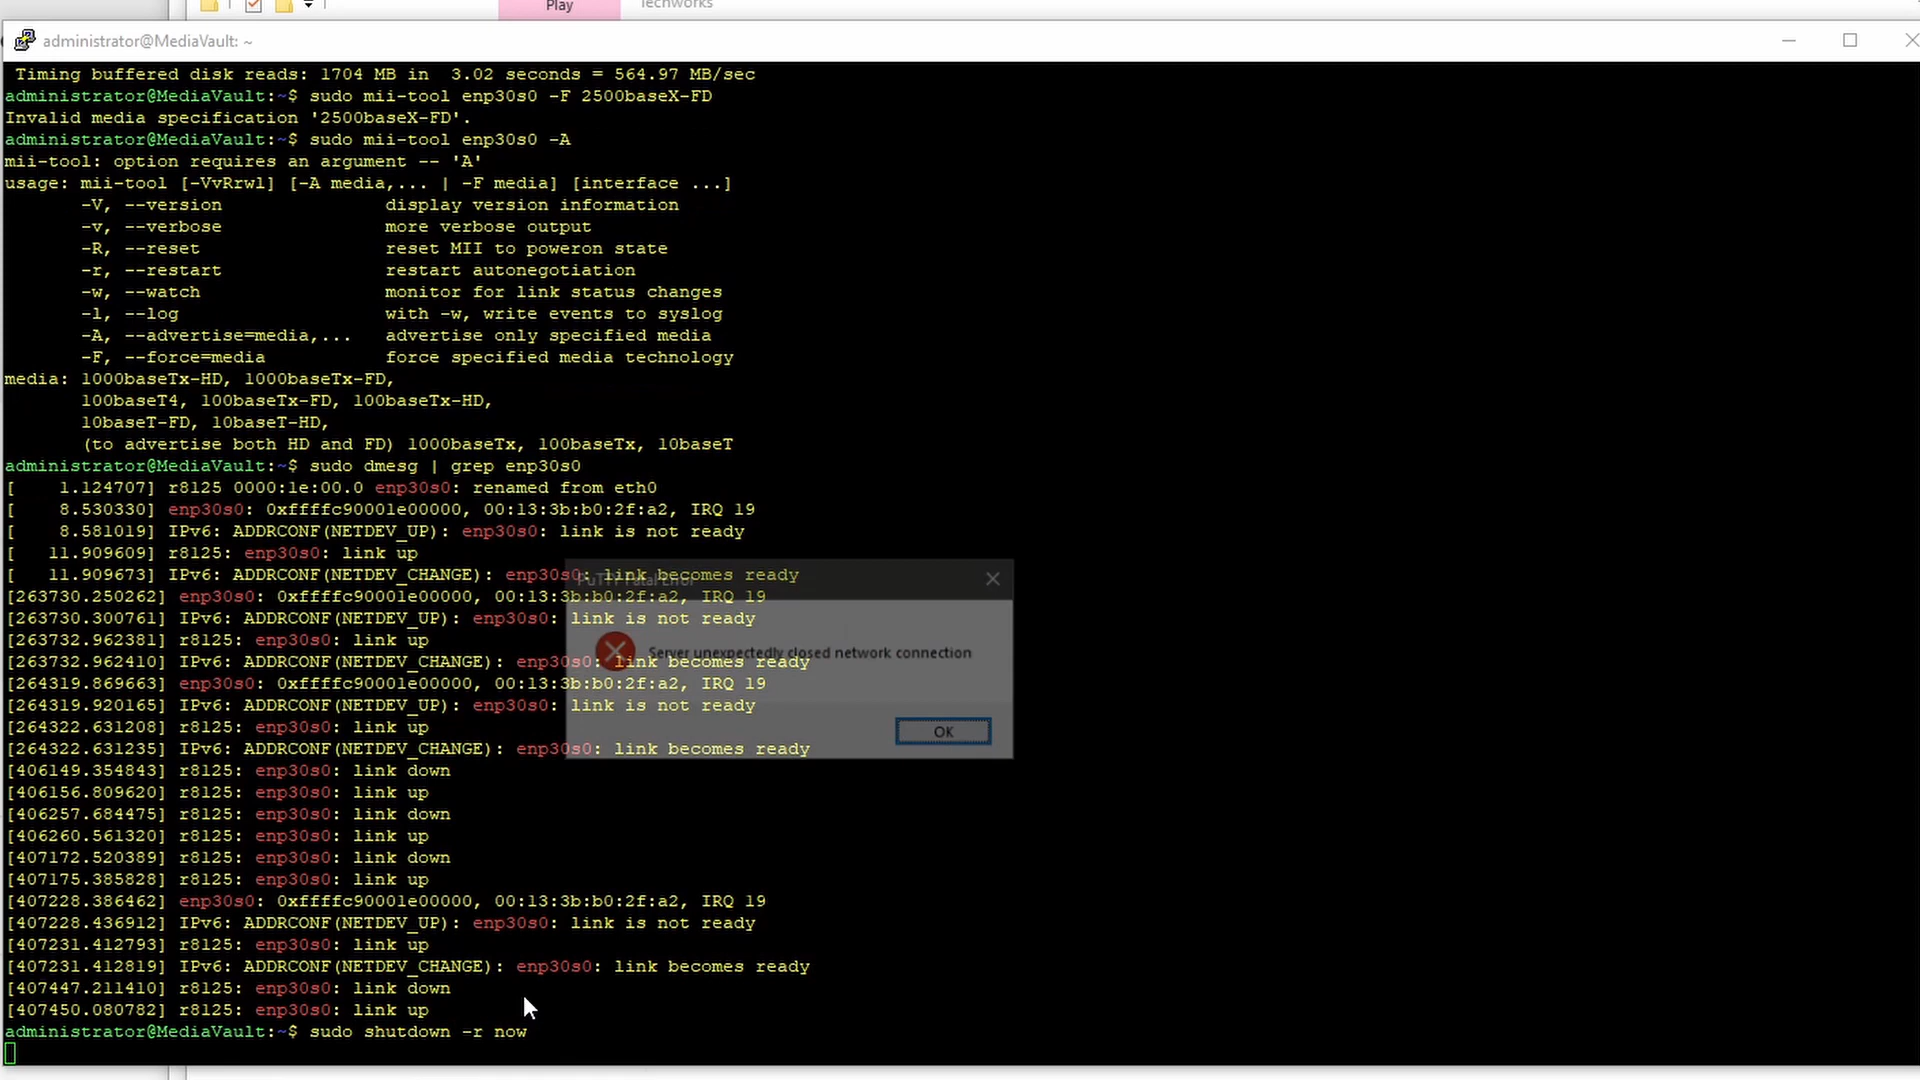 Play
Techworks
administrator@MediaVault: ~
Timing buffered disk reads: 1704 MB in  3.02 seconds = 564.97 MB/sec
administrator@MediaVault:~$ sudo mii-tool enp30s0 -F 2500baseX-FD
Invalid media specification '2500baseX-FD'.
administrator@MediaVault:~$ sudo mii-tool enp30s0 -A
mii-tool: option requires an argument -- 'A'
usage: mii-tool [-VvRrwl] [-A media,... | -F media] [interface ...]
-V, --version               display version information
-v, --verbose               more verbose output
-R, --reset                 reset MII to poweron state
-r, --restart               restart autonegotiation
-w, --watch                 monitor for link status changes
-l, --log                   with -w, write events to syslog
-A, --advertise=media,...   advertise only specified media
-F, --force=media           force specified media technology
media: 1000baseTx-HD, 1000baseTx-FD,
100baseT4, 100baseTx-FD, 100baseTx-HD,
10baseT-FD, 10baseT-HD,
(to advertise both HD and FD) 1000baseTx, 100baseTx, 10baseT
administrator@MediaVault:~$ sudo dmesg | grep enp30s0
[    1.124707] r8125 0000:1e:00.0 enp30s0: renamed from eth0
[    8.530330] enp30s0: 0xffffc90001e00000, 00:13:3b:b0:2f:a2, IRQ 19
[    8.581019] IPv6: ADDRCONF(NETDEV_UP): enp30s0: link is not ready
[   11.909609] r8125: enp30s0: link up
[   11.909673] IPv6: ADDRCONF(NETDEV_CHANGE): enp30s0: link becomes ready
[263730.250262] enp30s0: 0xffffc90001e00000, 00:13:3b:b0:2f:a2, IRQ 19
[263730.300761] IPv6: ADDRCONF(NETDEV_UP): enp30s0: link is not ready
[263732.962381] r8125: enp30s0: link up
[263732.962410] IPv6: ADDRCONF(NETDEV_CHANGE): enp30s0: link becomes ready
[264319.869663] enp30s0: 0xffffc90001e00000, 00:13:3b:b0:2f:a2, IRQ 19
[264319.920165] IPv6: ADDRCONF(NETDEV_UP): enp30s0: link is not ready
[264322.631208] r8125: enp30s0: link up
[264322.631235] IPv6: ADDRCONF(NETDEV_CHANGE): enp30s0: link becomes ready
[406149.354843] r8125: enp30s0: link down
[406156.809620] r8125: enp30s0: link up
[406257.684475] r8125: enp30s0: link down
[406260.561320] r8125: enp30s0: link up
[407172.520389] r8125: enp30s0: link down
[407175.385828] r8125: enp30s0: link up
[407228.386462] enp30s0: 0xffffc90001e00000, 00:13:3b:b0:2f:a2, IRQ 19
[407228.436912] IPv6: ADDRCONF(NETDEV_UP): enp30s0: link is not ready
[407231.412793] r8125: enp30s0: link up
[407231.412819] IPv6: ADDRCONF(NETDEV_CHANGE): enp30s0: link becomes ready
[407447.211410] r8125: enp30s0: link down
[407450.080782] r8125: enp30s0: link up
administrator@MediaVault:~$ sudo shutdown -r now
PuTTY Fatal Error
Server unexpectedly closed network connection
OK